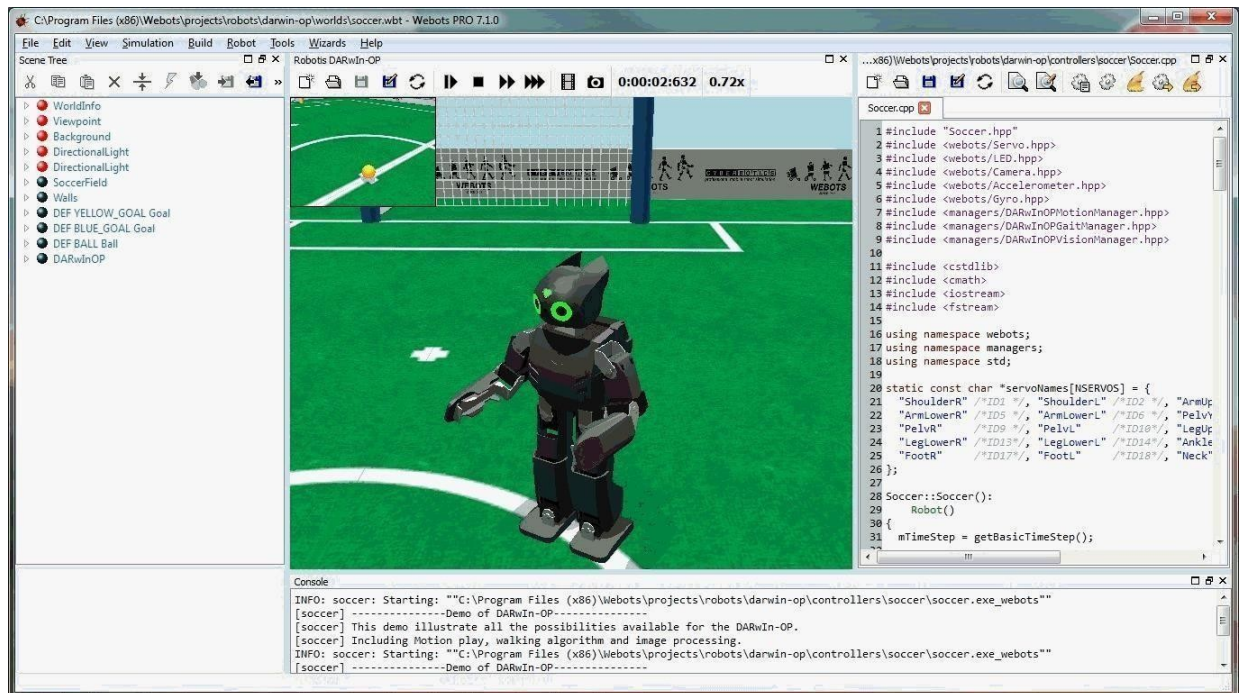 C:\Program Files (x86)\Webots\projects\robots\darwin-op\worlds\soccer.wbt - Webots PRO 7.1.0
File Edit View Simulation Build Robot Tools Wizards Help
Scene Tree
»
WorldInfo
Viewpoint
Background
DirectionalLight
DirectionalLight
SoccerField
Walls
DEF YELLOW_GOAL Goal
DEF BLUE_GOAL Goal
DEF BALL Ball
DARwInOP
Robotis DARwIn-OP
0:00:02:632 0.72x
WEBOTS
WEBOTS
...x86)\Webots\projects\robots\darwin-op\controllers\soccer\Soccer.cpp
Soccer.cpp
1 #include "Soccer.hpp"
2 #include <webots/Servo.hpp>
3 #include <webots/LED.hpp>
4 #include <webots/Camera.hpp>
5 #include <webots/Accelerometer.hpp>
6 #include <webots/Gyro.hpp>
7 #include <managers/DARwInOPMotionManager.hpp>
8 #include <managers/DARwInOPGaitManager.hpp>
9 #include <managers/DARwInOPVisionManager.hpp>
10
11 #include <cstdlib>
12 #include <cmath>
13 #include <iostream>
14 #include <fstream>
15
16 using namespace webots;
17 using namespace managers;
18 using namespace std;
19
20 static const char *servoNames[NSERVOS] = {
21 "ShoulderR" /*ID1 */, "ShoulderL" /*ID2 */, "ArmUp
22 "ArmLowerR" /*ID5 */, "ArmLowerL" /*ID6 */, "PelvY
23 "PelvR" /*ID9 */, "PelvL" /*ID10*/, "LegUp
24 "LegLowerR" /*ID13*/, "LegLowerL" /*ID14*/, "Ankle
25 "FootR" /*ID17*/, "FootL" /*ID18*/, "Neck"
26 };
27
28 Soccer::Soccer():
29 Robot()
30 {
31 mTimeStep = getBasicTimeStep();
Console
INFO: soccer: Starting: ""C:\Program Files (x86)\Webots\projects\robots\darwin-op\controllers\soccer\soccer.exe_webots""
[soccer] ---------------Demo of DARwIn-OP---------------
[soccer] This demo illustrate all the possibilities available for the DARwIn-OP.
[soccer] Including Motion play, walking algorithm and image processing.
INFO: soccer: Starting: ""C:\Program Files (x86)\Webots\projects\robots\darwin-op\controllers\soccer\soccer.exe_webots""
[soccer] ---------------Demo of DARwIn-OP---------------